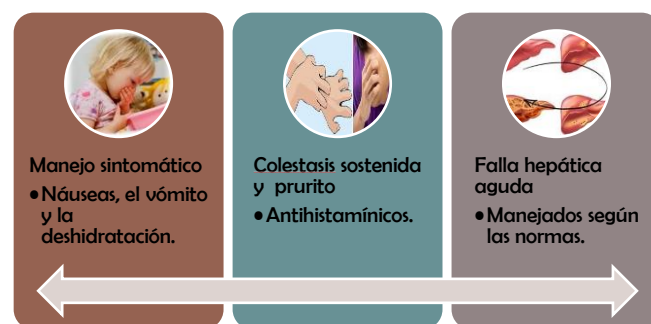 Manejo sintomático
•Náuseas, el vómito
y la
deshidratación.
Colestasis sostenida
y prurito
•Antihistamínicos.
Falla hepática
aguda
•Manejados según
las normas.